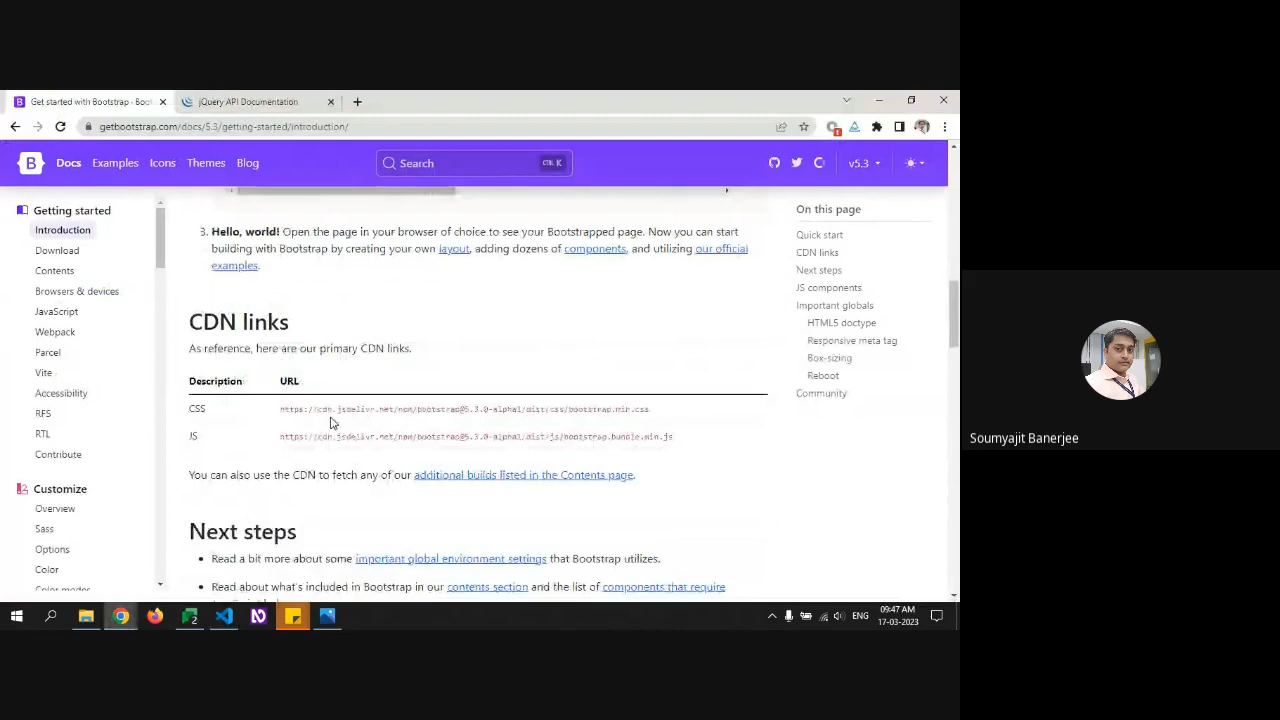 Get started with Bootstrap · Boot
jQuery API Documentation
getbootstrap.com/docs/5.3/getting-started/introduction/
B
Docs
Examples
Icons
Themes
Blog
Search
CTRL K
v5.3
Getting started
Introduction
Download
Contents
Browsers & devices
JavaScript
Webpack
Parcel
Vite
Accessibility
RFS
RTL
Contribute
Customize
Overview
Sass
Options
Color
Color modes
3. Hello, world! Open the page in your browser of choice to see your Bootstrapped page. Now you can start
building with Bootstrap by creating your own layout, adding dozens of components, and utilizing our official
examples.
CDN links
As reference, here are our primary CDN links.
Description URL
CSS https://cdn.jsdelivr.net/npm/bootstrap@5.3.0-alpha1/dist/css/bootstrap.min.css
JS https://cdn.jsdelivr.net/npm/bootstrap@5.3.0-alpha1/dist/js/bootstrap.bundle.min.js
You can also use the CDN to fetch any of our additional builds listed in the Contents page.
Next steps
• Read a bit more about some important global environment settings that Bootstrap utilizes.
• Read about what's included in Bootstrap in our contents section and the list of components that require
On this page
Quick start
CDN links
Next steps
JS components
Important globals
HTML5 doctype
Responsive meta tag
Box-sizing
Reboot
Community
ENG
09:47 AM
17-03-2023
Soumyajit Banerjee